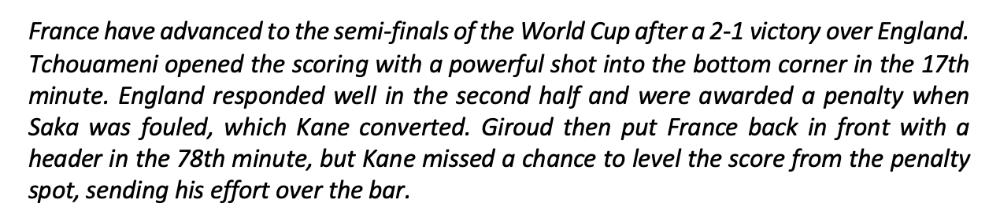 France have advanced to the semi-finals of the World Cup after a 2-1 victory over England.
Tchouameni opened the scoring with a powerful shot into the bottom corner in the 17th
minute. England responded well in the second half and were awarded a penalty when
Saka was fouled, which Kane converted. Giroud then put France back in front with a
header in the 78th minute, but Kane missed a chance to level the score from the penalty
spot, sending his effort over the bar.